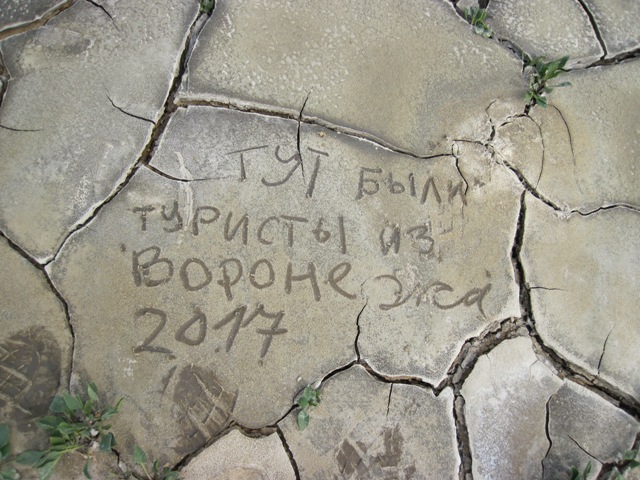 ТУТ БЫЛИ
ТУРИСТЫ ИЗ
ВОРОНЕЖА
2017